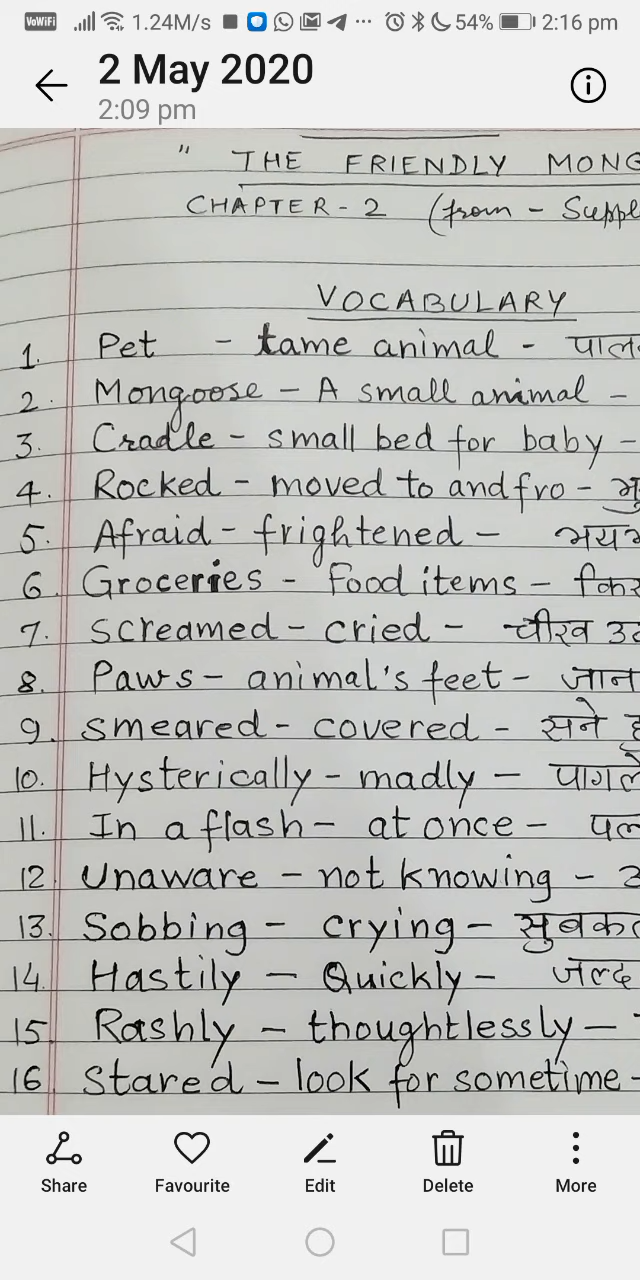 VoWiFi 1.24M/s ... 54% 2:16 pm
2 May 2020
2:09 pm
" THE FRIENDLY
CHAPTER - 2 (from -
VOCABULARY
1. Pet - tame animal -
2. Mongoose - A small animal -
3. Cradle - small bed for baby -
4. Rocked - moved to and fro -
5. Afraid - frightened -
6. Groceries - Food items -
7. Screamed - cried - चीख
8. Paws - animal's feet -
9. Smeared - covered - सने
10. Hysterically - madly -
11. In a flash - at once -
12. Unaware - not knowing -
13. Sobbing - crying -
14. Hastily - Quickly -
15. Rashly - thoughtlessly -
16. Stared - look for sometime -
Share Favourite Edit Delete More